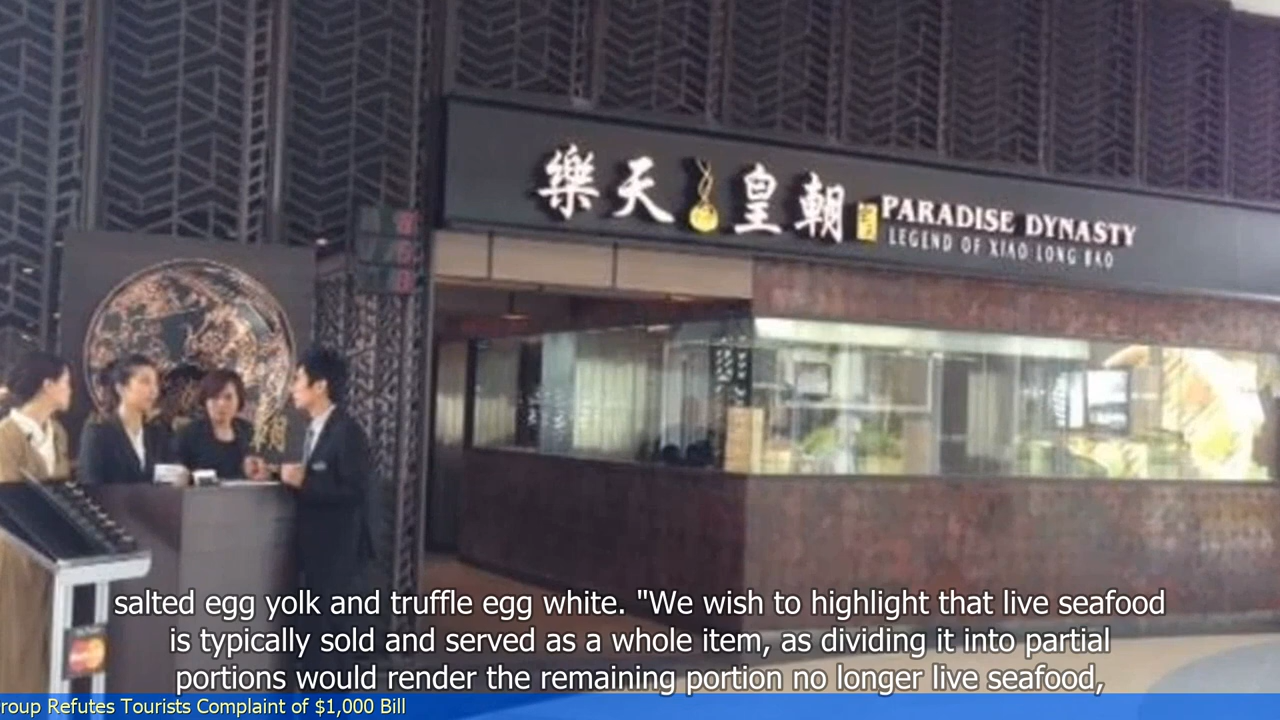 樂天皇朝
PARADISE DYNASTY
LEGEND OF XIAO LONG BAO
salted egg yolk and truffle egg white. "We wish to highlight that live seafood
is typically sold and served as a whole item, as dividing it into partial
portions would render the remaining portion no longer live seafood,
roup Refutes Tourists Complaint of $1,000 Bill